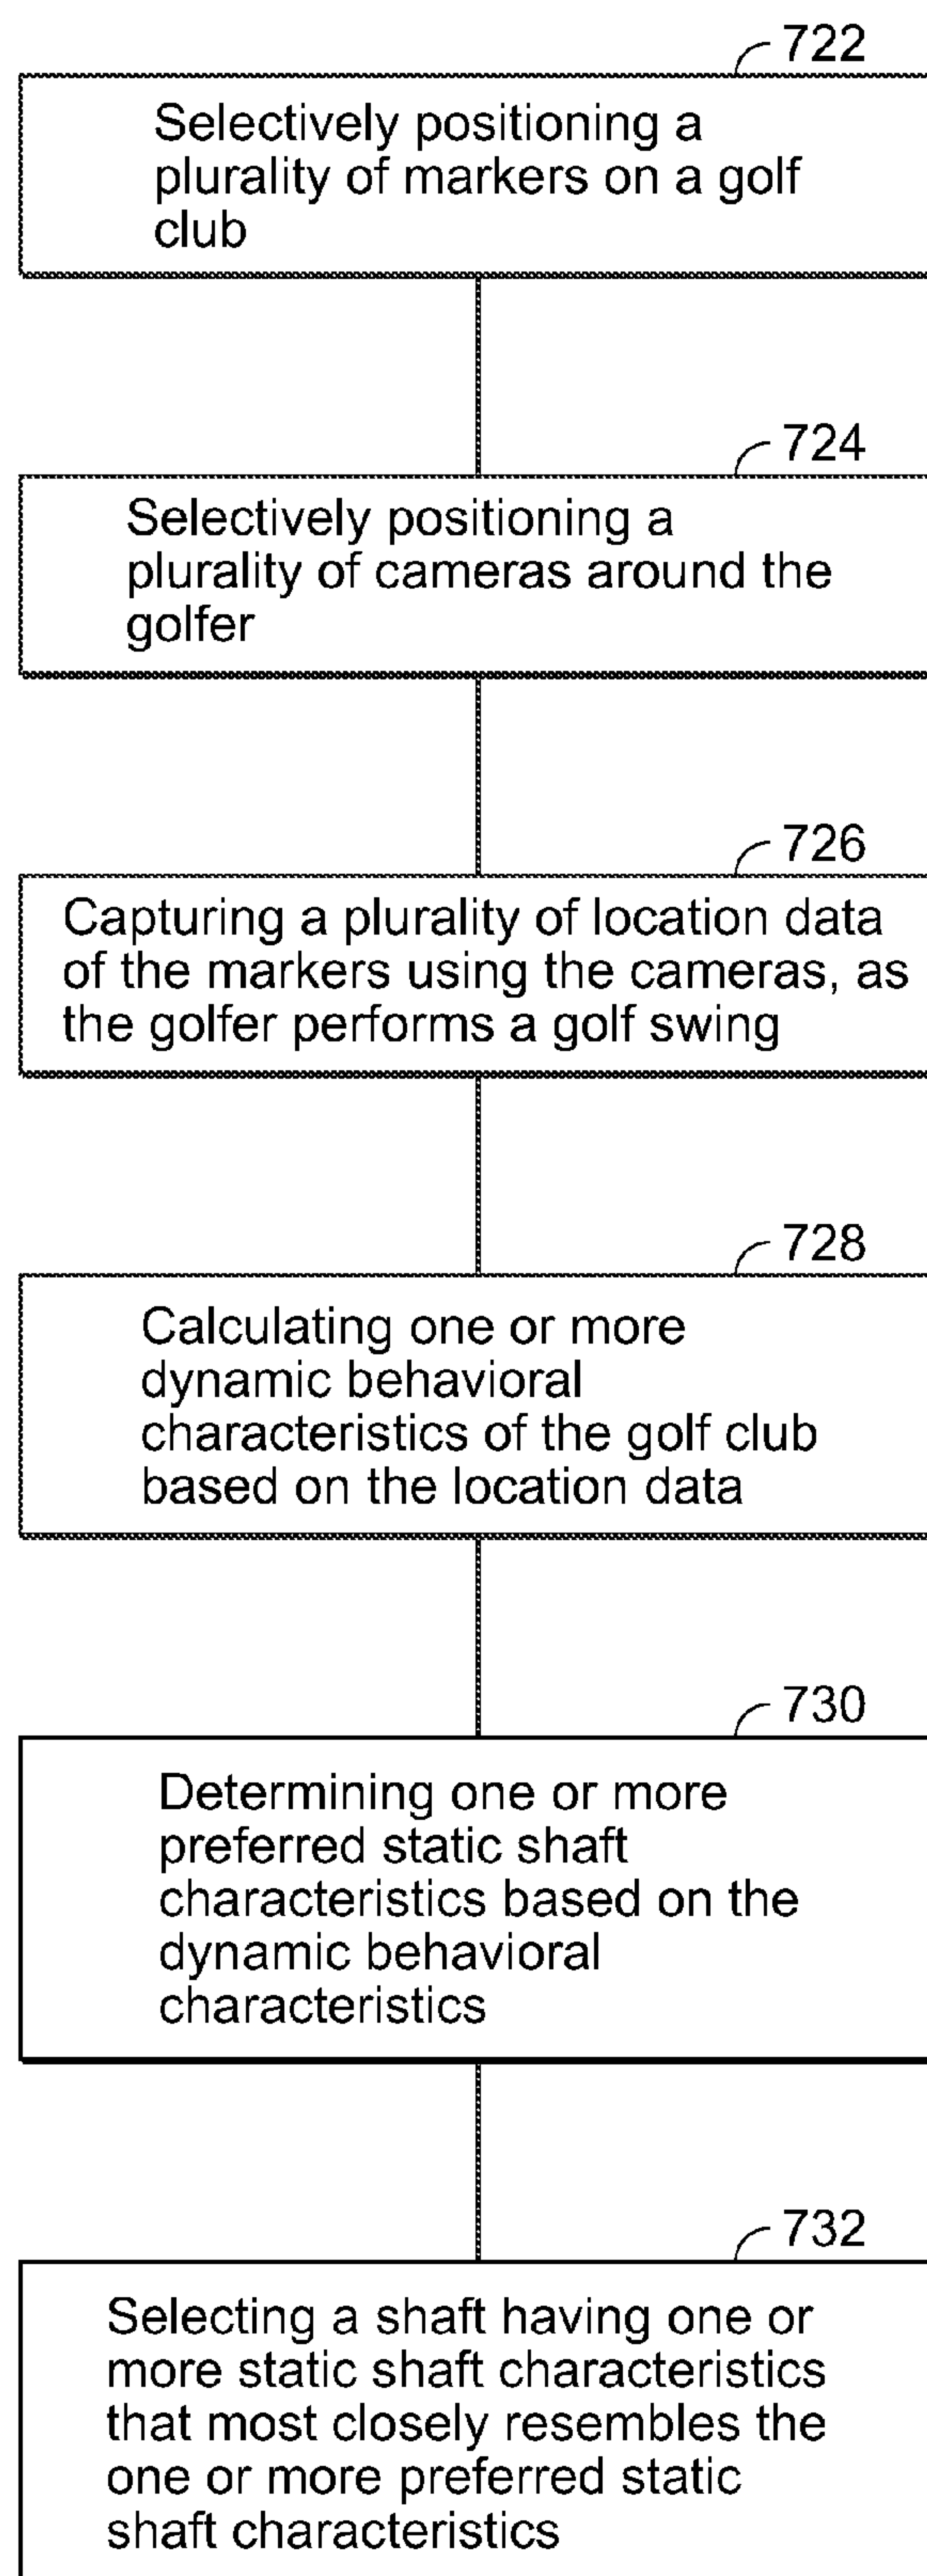 722
Selectively positioning a
plurality of markers on a golf
club
724
Selectively positioning a
plurality of cameras around the
golfer
726
Capturing a plurality of location data
of the markers using the cameras, as
the golfer performs a golf swing
728
Calculating one or more
dynamic behavioral
characteristics of the golf club
based on the location data
730
Determining one or more
preferred static shaft
characteristics based on the
dynamic behavioral
characteristics
732
Selecting a shaft having one or
more static shaft characteristics
that most closely resembles the
one or more preferred static
shaft characteristics